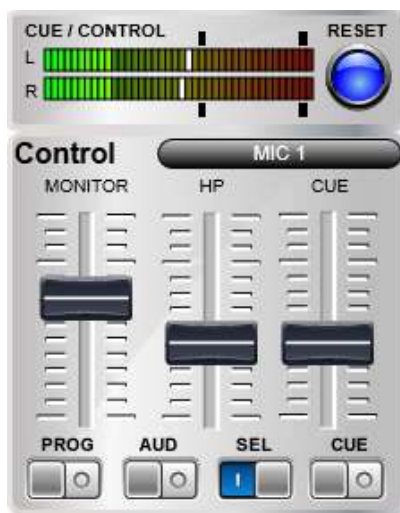 CUE / CONTROL RESET
L
R
Control MIC 1
MONITOR HP CUE
PROG AUD SEL CUE